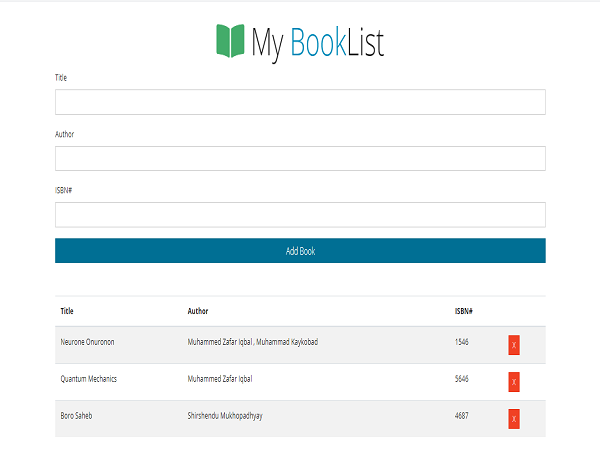 My BookList
Title
Author
ISBN#
Add Book
Title Author ISBN#
Neurone Onuronon Muhammed Zafar Iqbal , Muhammad Kaykobad 1546 X
Quantum Mechanics Muhammed Zafar Iqbal 5646 X
Boro Saheb Shirshendu Mukhopadhyay 4687 X